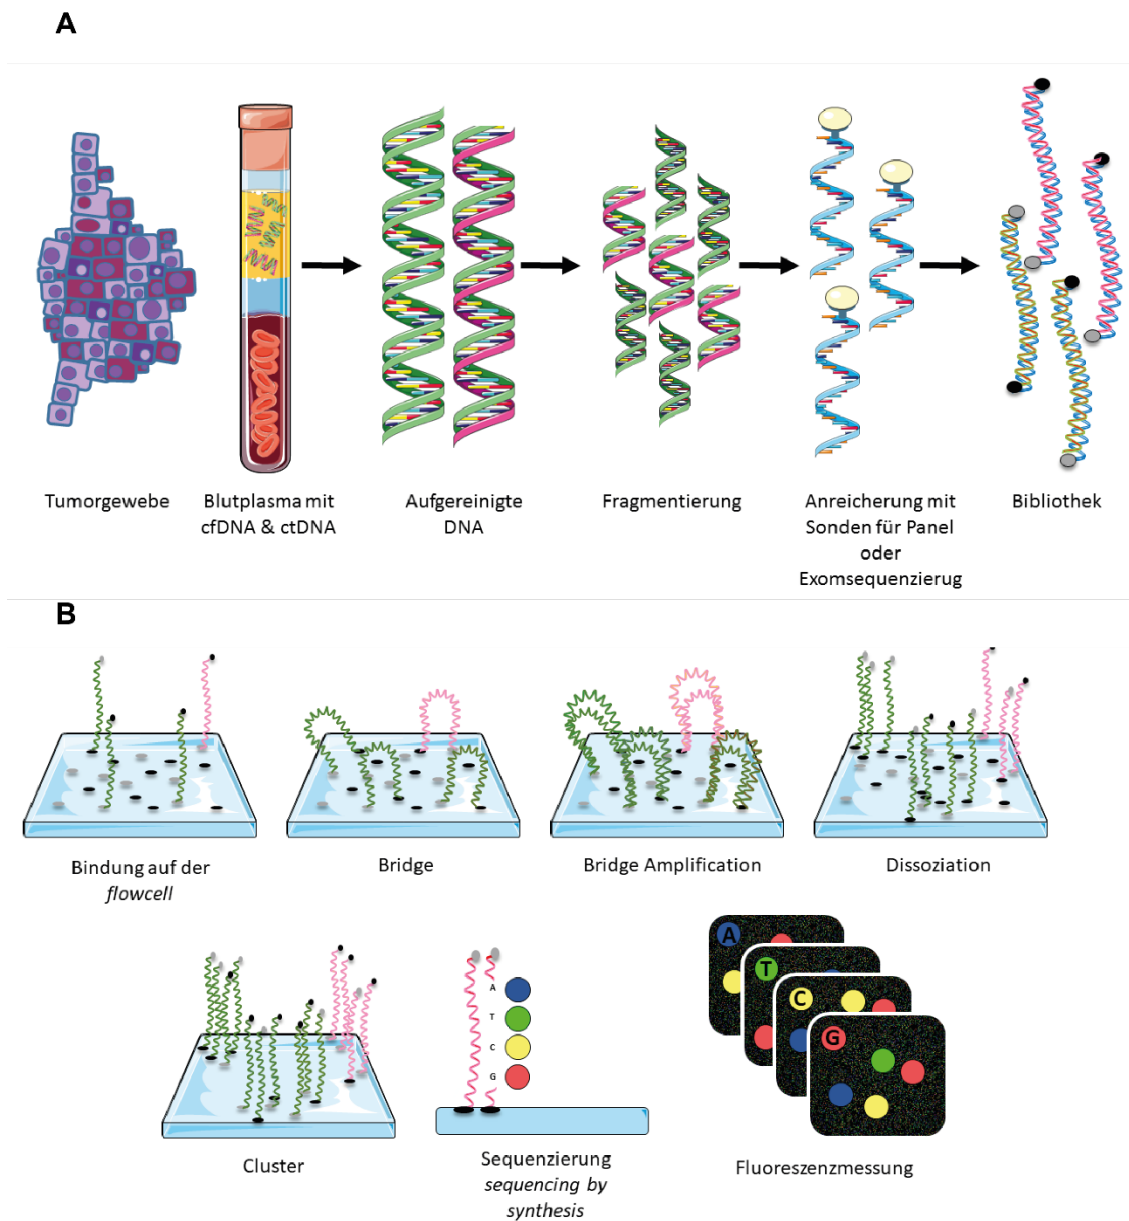 A
Tumorgewebe
Blutplasma mit
cfDNA & ctDNA
Aufgereinigte
DNA
Fragmentierung
Anreicherung mit
Sonden für Panel
oder
Exomsequenzierug
Bibliothek
B
Bindung auf der
flowcell
Bridge
Bridge Amplification
Dissoziation
Cluster
A
T
C
G
Sequenzierung
sequencing by
synthesis
A
T
C
G
Fluoreszenzmessung